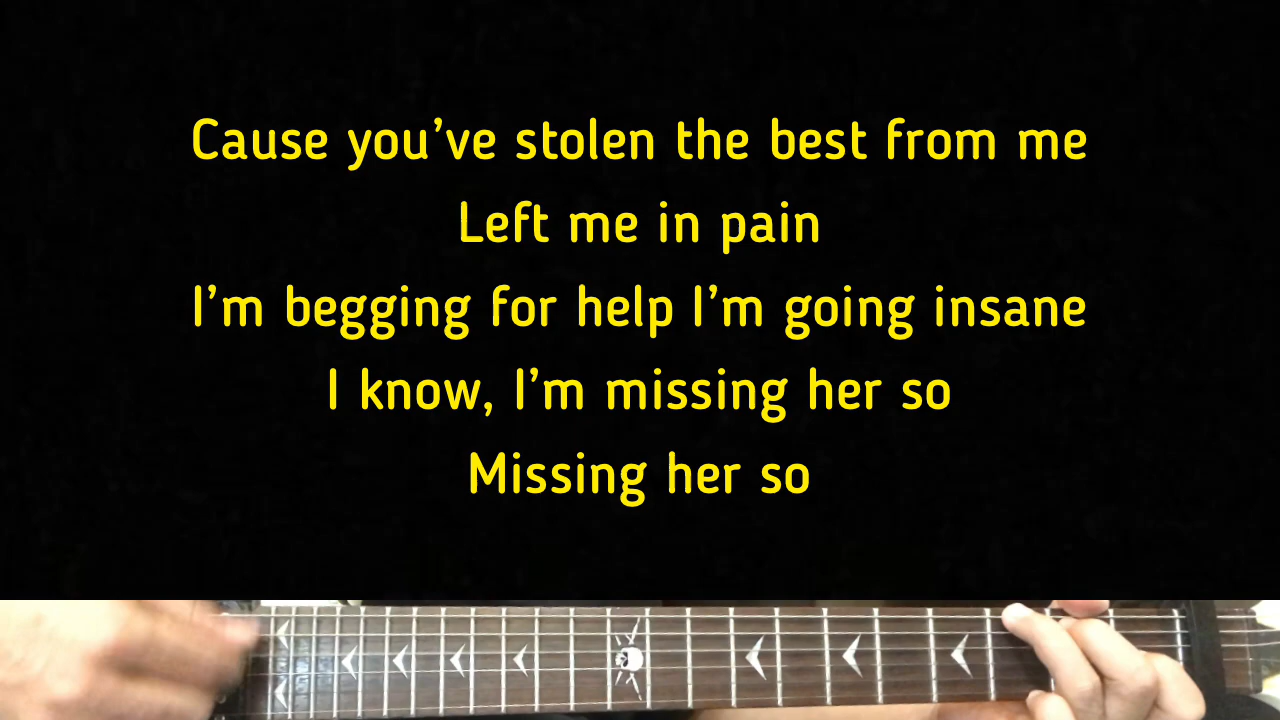 Cause you’ve stolen the best from me
Left me in pain
I’m begging for help I’m going insane
I know, I’m missing her so
Missing her so